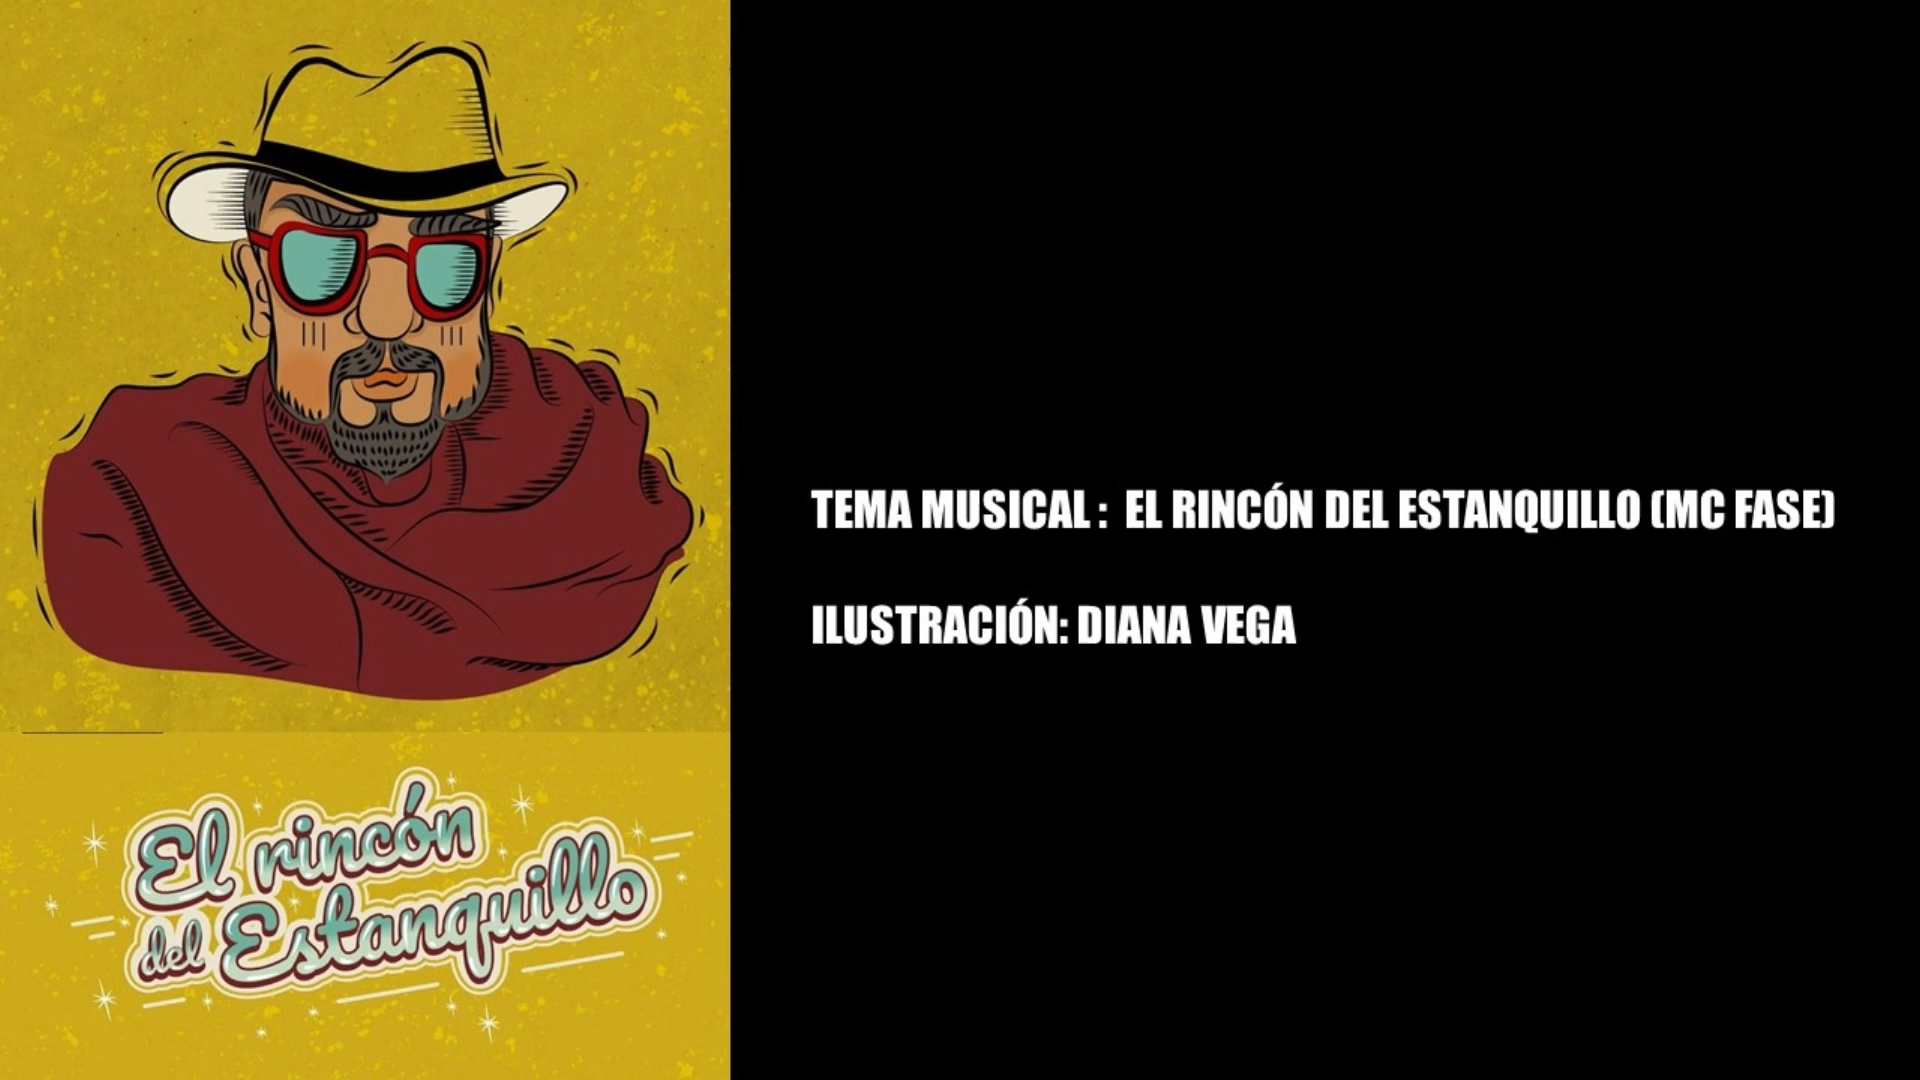 El rincón
del Estanquillo
TEMA MUSICAL : EL RINCÓN DEL ESTANQUILLO (MC FASE)
ILUSTRACIÓN: DIANA VEGA